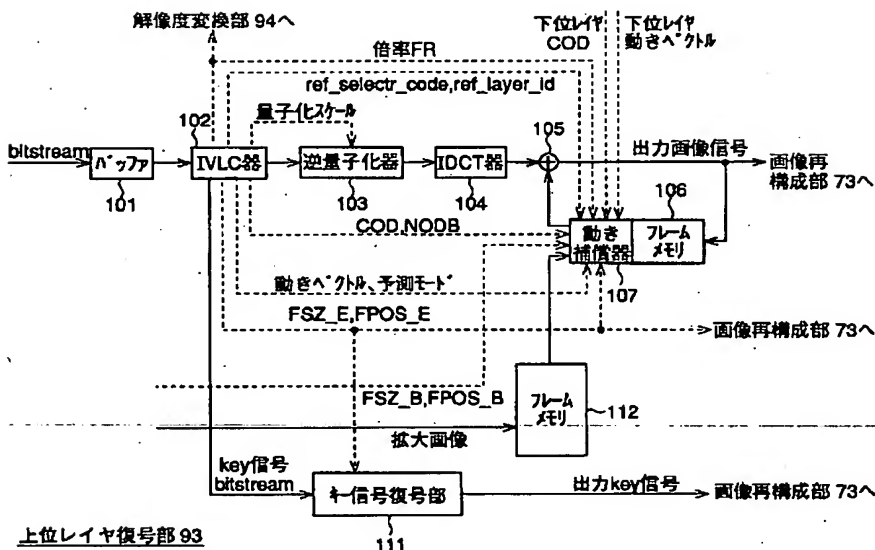 解像度変換部 94へ
下位レイヤ
COD
下位レイヤ
動きベクトル
倍率FR
ref_selectr_code,ref_layer_id
量子化スケール
102
105
bitstream
バッファ
IVLC器
逆量子化器
IDCT器
出力画像信号
画像再
構成部 73へ
101
103
104
106
COD,NODB
動き
補償器
フレーム
メモリ
107
動きベクトル、予測モード
FSZ_E,FPOS_E
画像再構成部 73へ
FSZ_B,FPOS_B
フレーム
メモリ
112
拡大画像
key信号
bitstream
キー信号復号部
出力key信号
画像再構成部 73へ
111
上位レイヤ復号部 93